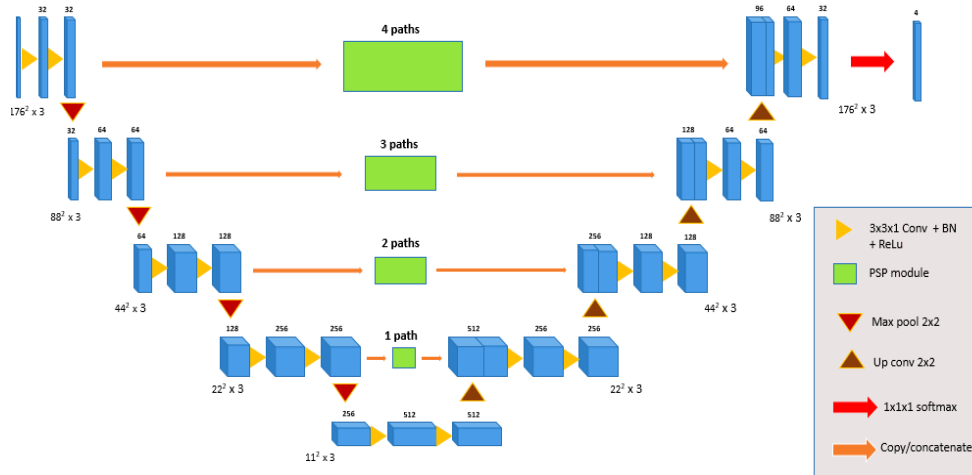 32 32 96 64 32 4
4 paths
176² x 3 176² x 3
32 64 64 3 paths 128 64 64
88² x 3 88² x 3
64 128 128 2 paths 256 128 128
44² x 3 44² x 3
128 256 256 1 path 512 256 256
22² x 3 22² x 3
256 512 512
11² x 3
3x3x1 Conv + BN
+ ReLu
PSP module
Max pool 2x2
Up conv 2x2
1x1x1 softmax
Copy/concatenate